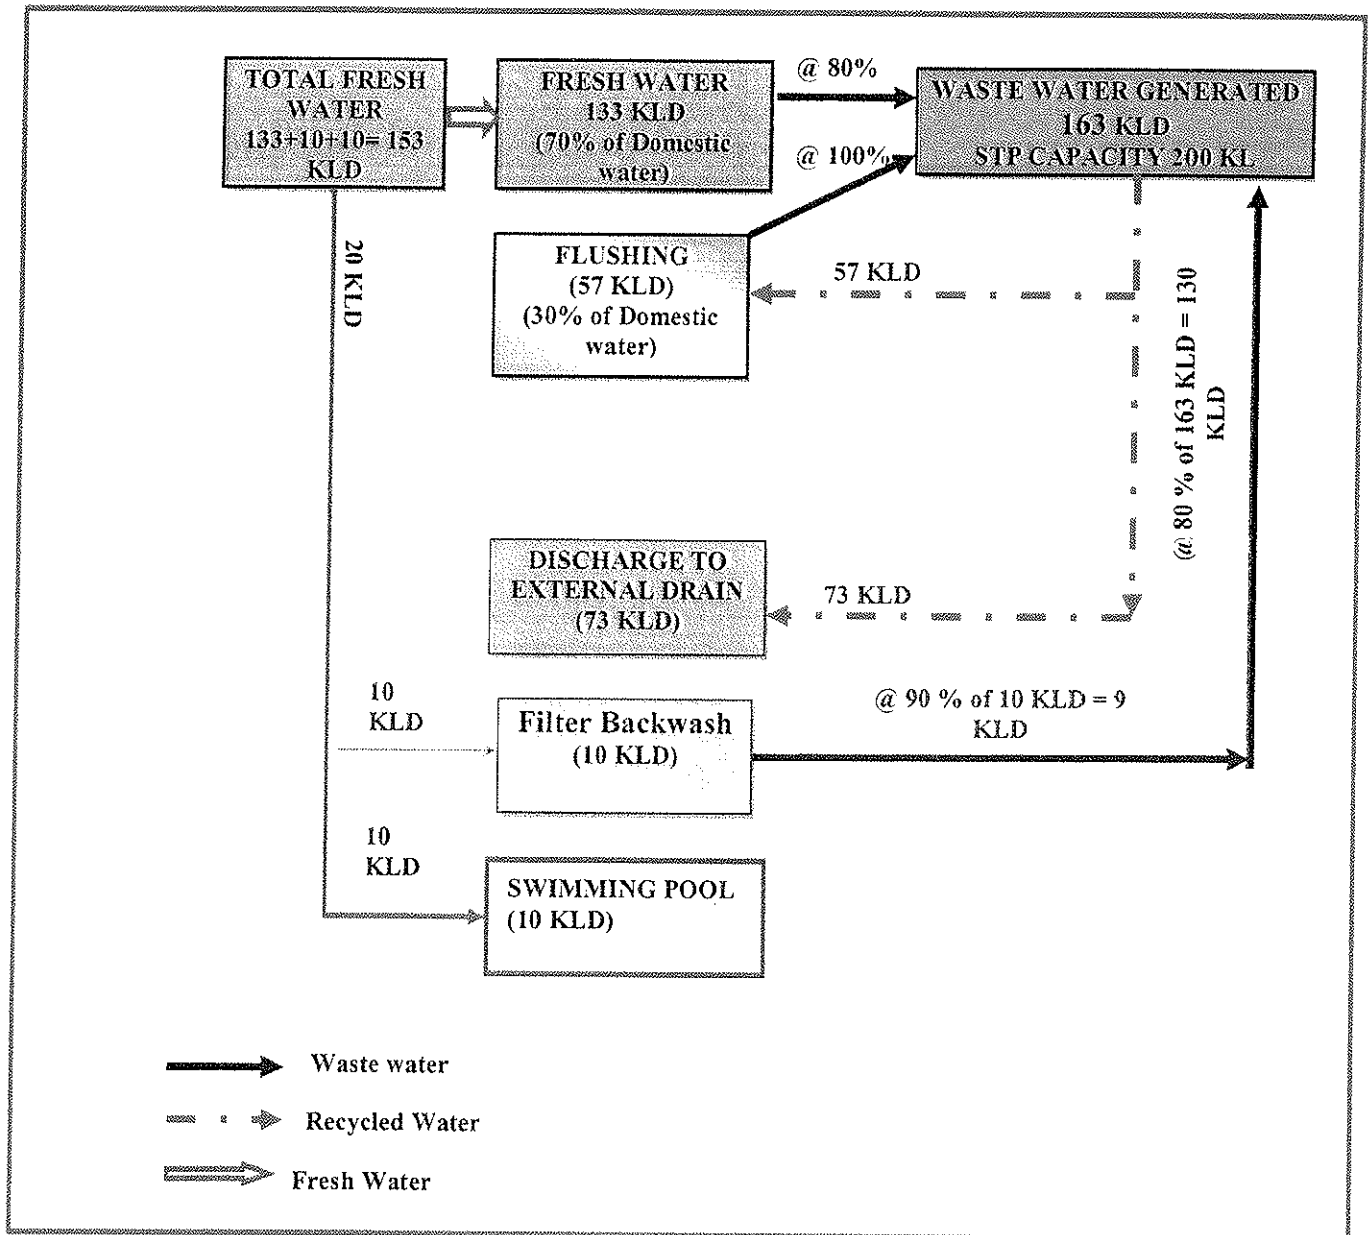 TOTAL FRESH
WATER
133+10+10= 153
KLD
FRESH WATER
133 KLD
(70% of Domestic
water)
@ 80%
@ 100%
WASTE WATER GENERATED
163 KLD
STP CAPACITY 200 KL
20 KLD
FLUSHING
(57 KLD)
(30% of Domestic
water)
57 KLD
@ 80 % of 163 KLD = 130
KLD
DISCHARGE TO
EXTERNAL DRAIN
(73 KLD)
73 KLD
10
KLD
Filter Backwash
(10 KLD)
@ 90 % of 10 KLD = 9
KLD
10
KLD
SWIMMING POOL
(10 KLD)
Waste water
Recycled Water
Fresh Water